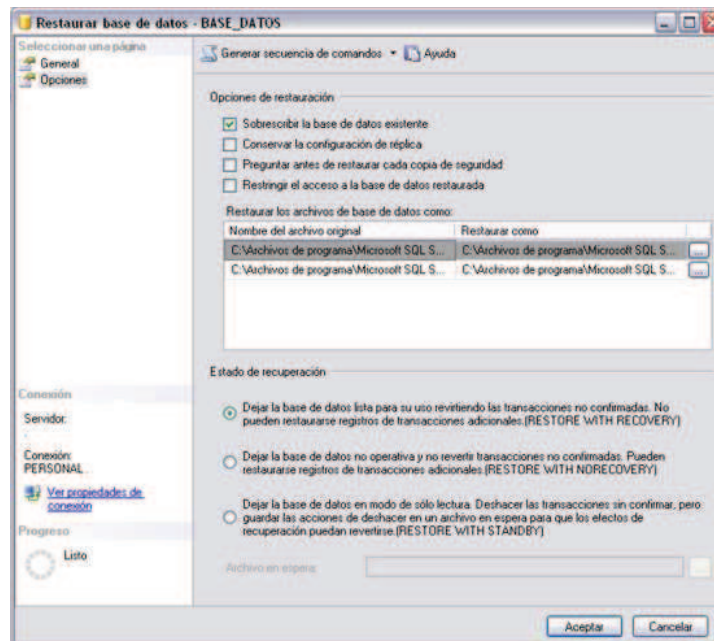 Restaurar base de datos - BASE_DATOS
Seleccionar una página
General
Opciones
Generar secuencia de comandos
Ayuda
Opciones de restauración
Sobrescribir la base de datos existente
Conservar la configuración de réplica
Preguntar antes de restaurar cada copia de seguridad
Restringir el acceso a la base de datos restaurada
Restaurar los archivos de base de datos como:
Nombre del archivo original Restaurar como
C:\Archivos de programa\Microsoft SQL S... C:\Archivos de programa\Microsoft SQL S... ...
C:\Archivos de programa\Microsoft SQL S... C:\Archivos de programa\Microsoft SQL S... ...
Estado de recuperación
Dejar la base de datos lista para su uso revirtiendo las transacciones no confirmadas. No
pueden restaurarse registros de transacciones adicionales.(RESTORE WITH RECOVERY)
Dejar la base de datos no operativa y no revertir transacciones no confirmadas. Pueden
restaurarse registros de transacciones adicionales.(RESTORE WITH NORECOVERY)
Dejar la base de datos en modo de sólo lectura. Deshacer las transacciones sin confirmar, pero
guardar las acciones de deshacer en un archivo en espera para que los efectos de
recuperación puedan revertirse.(RESTORE WITH STANDBY)
Archivo en espera:
Conexión
Servidor:
.
Conexión:
PERSONAL
Ver propiedades de
conexión
Progreso
Listo
Aceptar
Cancelar